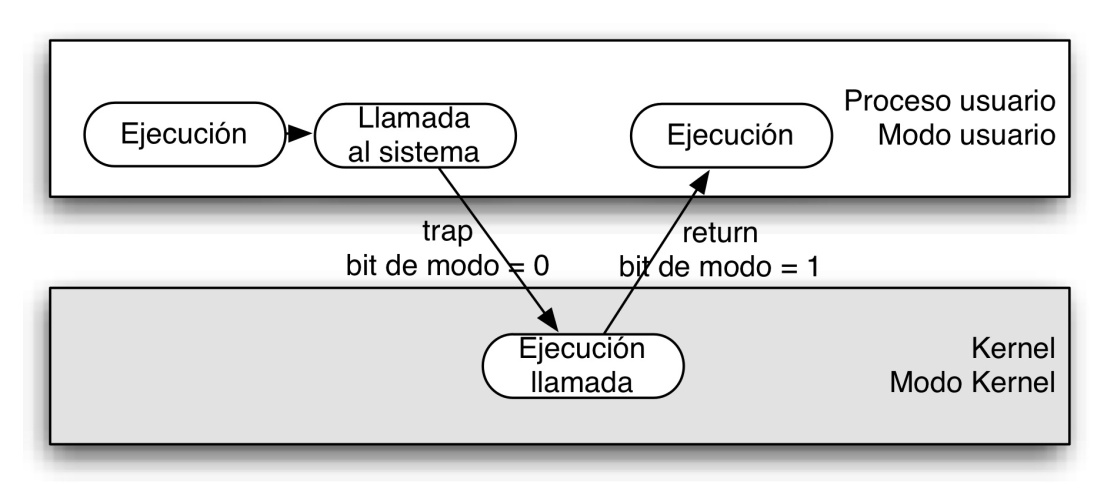 Proceso usuario
Modo usuario
Ejecución
Llamada
al sistema
Ejecución
trap
bit de modo = 0
return
bit de modo = 1
Ejecución
llamada
Kernel
Modo Kernel